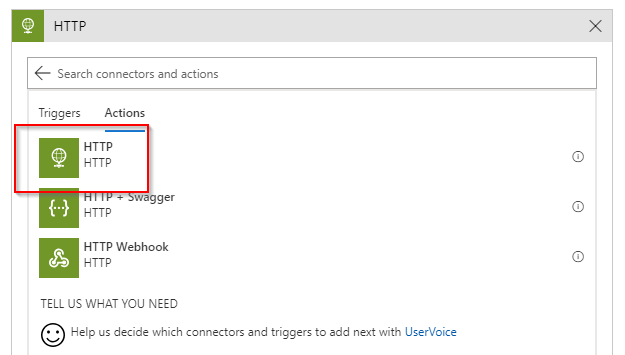 HTTP
Search connectors and actions
Triggers Actions
HTTP
HTTP
HTTP + Swagger
HTTP
HTTP Webhook
HTTP
TELL US WHAT YOU NEED
Help us decide which connectors and triggers to add next with UserVoice